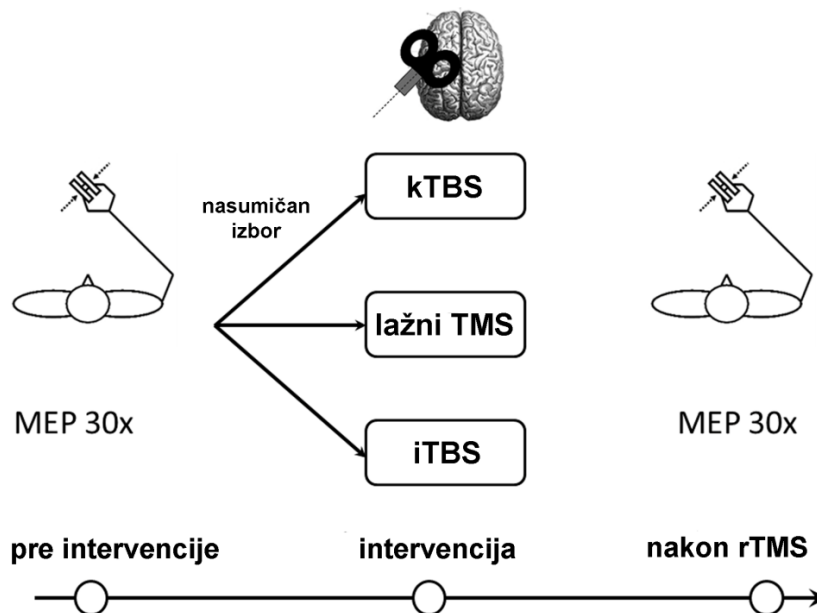 kTBS
nasumičan
izbor
lažni TMS
iTBS
MEP 30x
MEP 30x
pre intervencije
intervencija
nakon rTMS